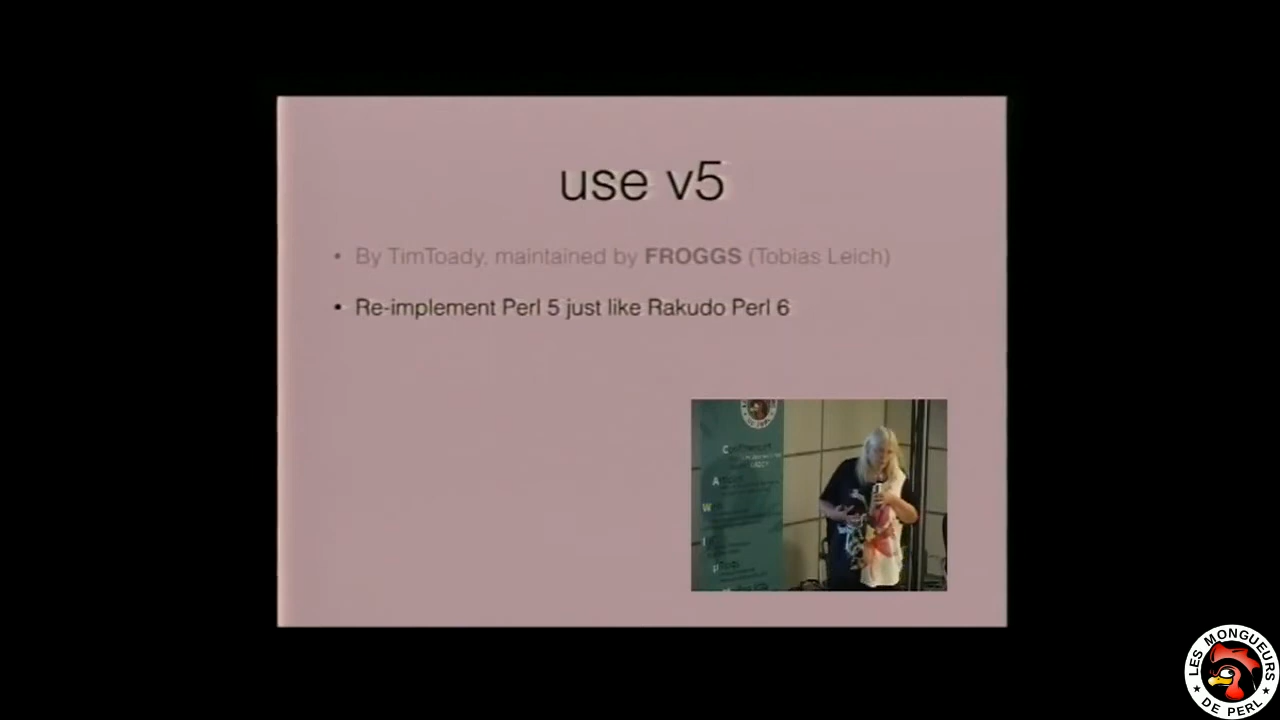 use v5
• By TimToady, maintained by FROGGS (Tobias Leich)
• Re-implement Perl 5 just like Rakudo Perl 6
LES MONGUEURS
DE PERL